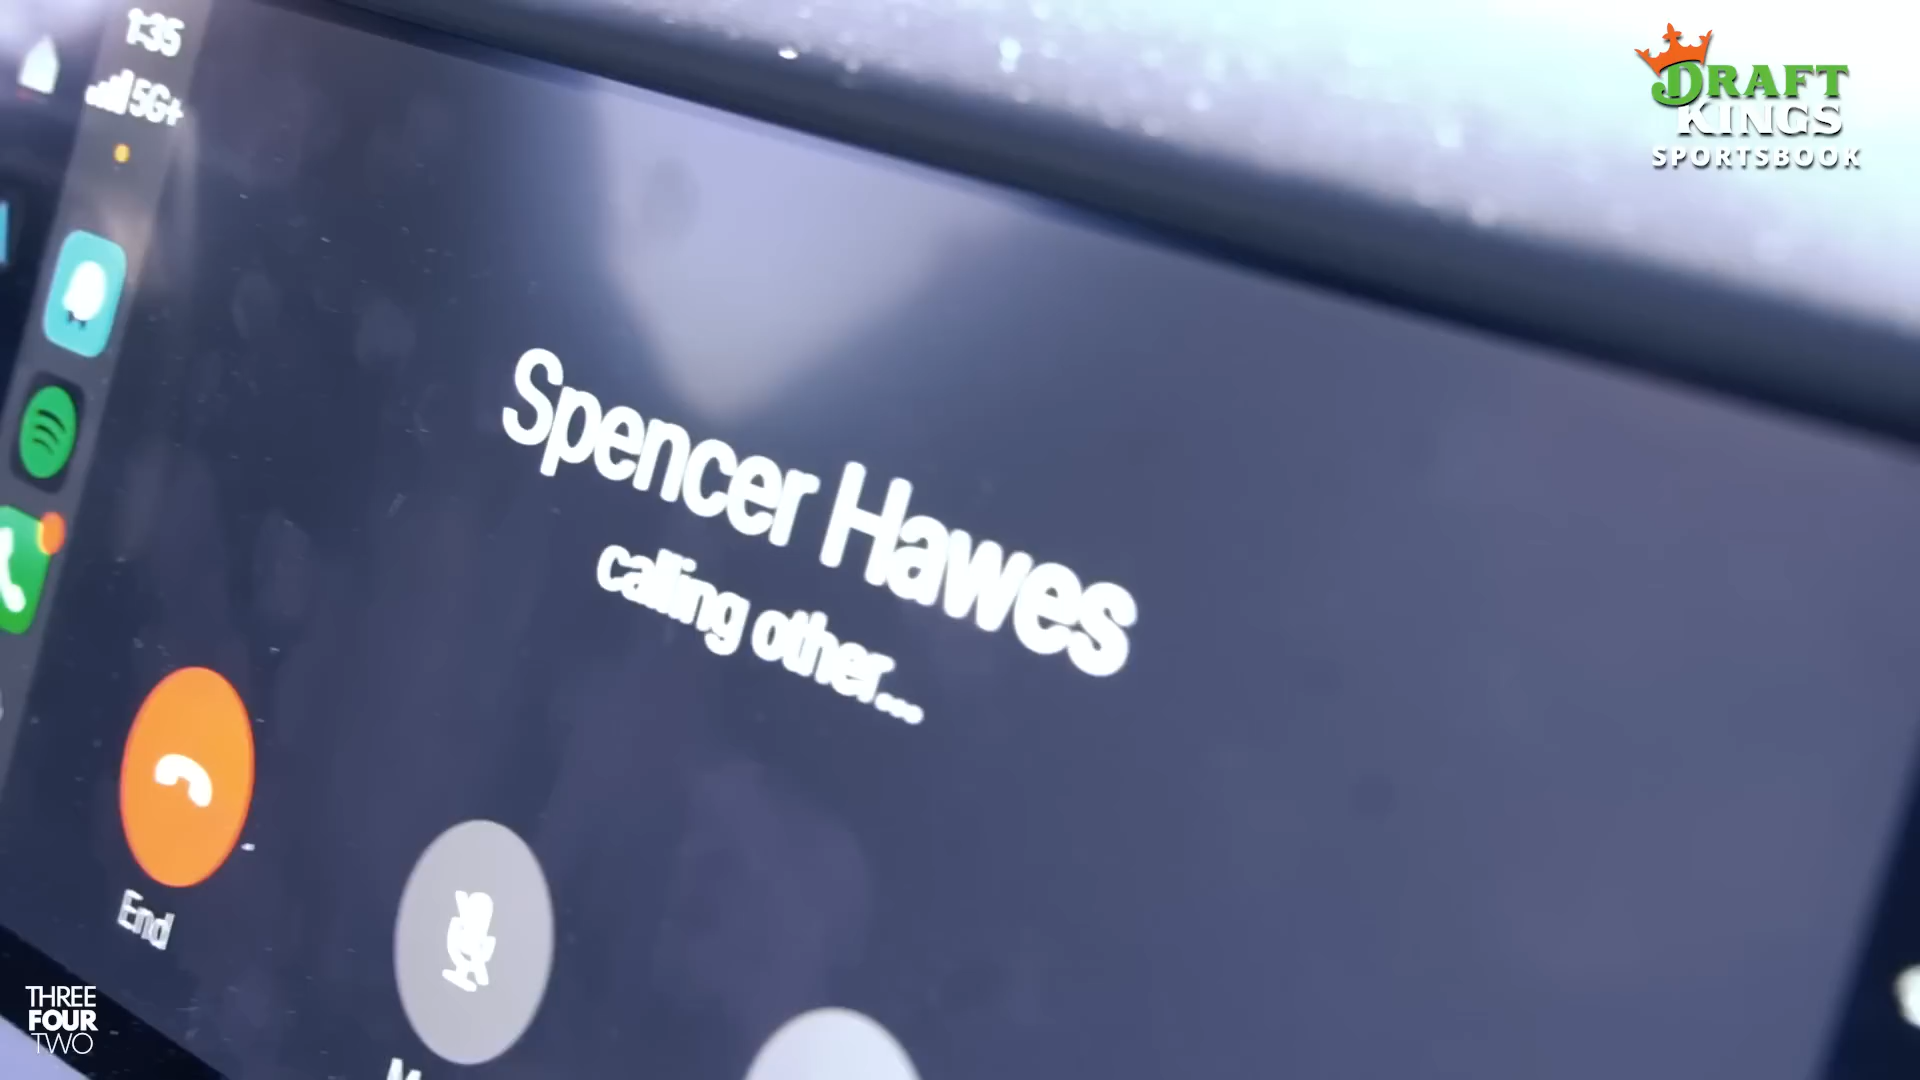 1:35
5G+
DRAFT
KINGS
SPORTSBOOK
Spencer Hawes
calling other...
End
THREE
FOUR
TWO